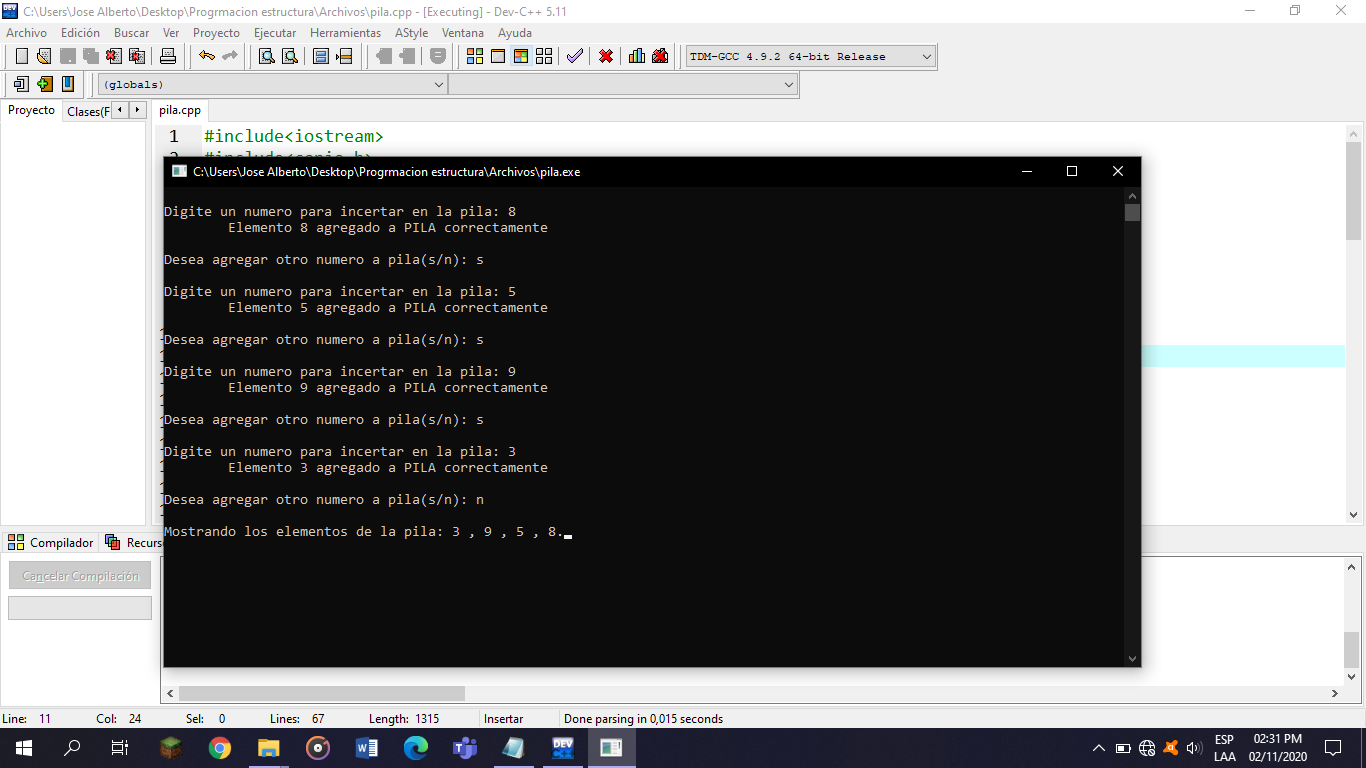 C:\Users\Jose Alberto\Desktop\Progrmacion estructura\Archivos\pila.cpp - [Executing] - Dev-C++ 5.11
Archivo Edición Buscar Ver Proyecto Ejecutar Herramientas AStyle Ventana Ayuda
TDM-GCC 4.9.2 64-bit Release
(globals)
Proyecto Clases(F pila.cpp
1 #include<iostream>
C:\Users\Jose Alberto\Desktop\Progrmacion estructura\Archivos\pila.exe
Digite un numero para incertar en la pila: 8
Elemento 8 agregado a PILA correctamente
Desea agregar otro numero a pila(s/n): s
Digite un numero para incertar en la pila: 5
Elemento 5 agregado a PILA correctamente
Desea agregar otro numero a pila(s/n): s
Digite un numero para incertar en la pila: 9
Elemento 9 agregado a PILA correctamente
Desea agregar otro numero a pila(s/n): s
Digite un numero para incertar en la pila: 3
Elemento 3 agregado a PILA correctamente
Desea agregar otro numero a pila(s/n): n
Mostrando los elementos de la pila: 3 , 9 , 5 , 8.
Compilador Recurs
Cancelar Compilación
Line: 11 Col: 24 Sel: 0 Lines: 67 Length: 1315 Insertar Done parsing in 0,015 seconds
ESP 02:31 PM
LAA 02/11/2020